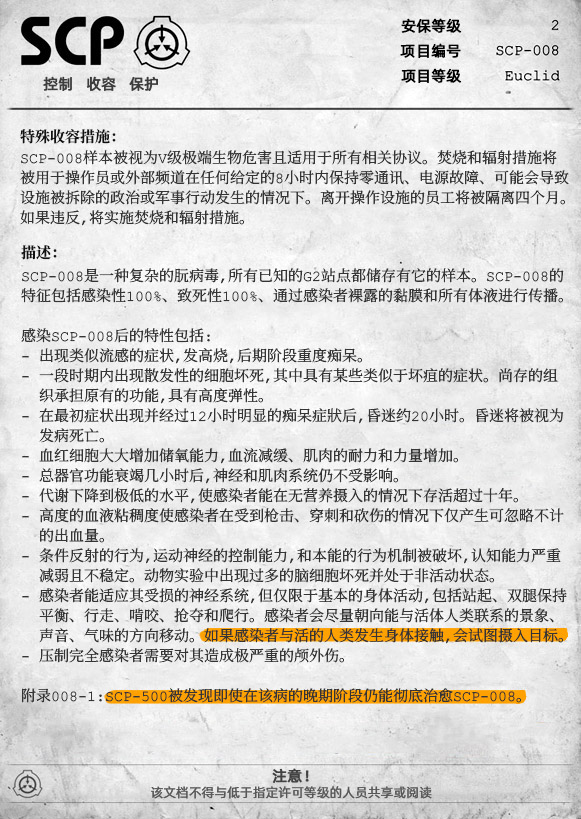 SCP
控制 收容 保护
安保等级 2
项目编号 SCP-008
项目等级 Euclid
特殊收容措施:
SCP-008样本被视为V级极端生物危害且适用于所有相关协议。焚烧和辐射措施将
被用于操作员或外部频道在任何给定的8小时内保持零通讯、电源故障、可能会导致
设施被拆除的政治或军事行动发生的情况下。离开操作设施的员工将被隔离四个月。
如果违反,将实施焚烧和辐射措施。
描述:
SCP-008是一种复杂的朊病毒,所有已知的G2站点都储存有它的样本。SCP-008的
特征包括感染性100%、致死性100%、通过感染者裸露的黏膜和所有体液进行传播。
感染SCP-008后的特性包括:
- 出现类似流感的症状,发高烧,后期阶段重度痴呆。
- 一段时期内出现散发性的细胞坏死,其中具有某些类似于坏疽的症状。尚存的组
织承担原有的功能,具有高度弹性。
- 在最初症状出现并经过12小时明显的痴呆症狀后,昏迷约20小时。昏迷将被视为
发病死亡。
- 血红细胞大大增加储氧能力,血流减缓、肌肉的耐力和力量增加。
- 总器官功能衰竭几小时后,神经和肌肉系统仍不受影响。
- 代谢下降到极低的水平,使感染者能在无营养摄入的情况下存活超过十年。
- 高度的血液粘稠度使感染者在受到枪击、穿刺和砍伤的情况下仅产生可忽略不计
的出血量。
- 条件反射的行为,运动神经的控制能力,和本能的行为机制被破坏,认知能力严重
减弱且不稳定。动物实验中出现过多的脑细胞坏死并处于非活动状态。
- 感染者能适应其受损的神经系统,但仅限于基本的身体活动,包括站起、双腿保持
平衡、行走、啃咬、抢夺和爬行。感染者会尽量朝向能与活体人类联系的景象、
声音、气味的方向移动。如果感染者与活的人类发生身体接触,会试图摄入目标。
- 压制完全感染者需要对其造成极严重的颅外伤。
附录008-1:SCP-500被发现即使在该病的晚期阶段仍能彻底治愈SCP-008。
注意!
该文档不得与低于指定许可等级的人员共享或阅读